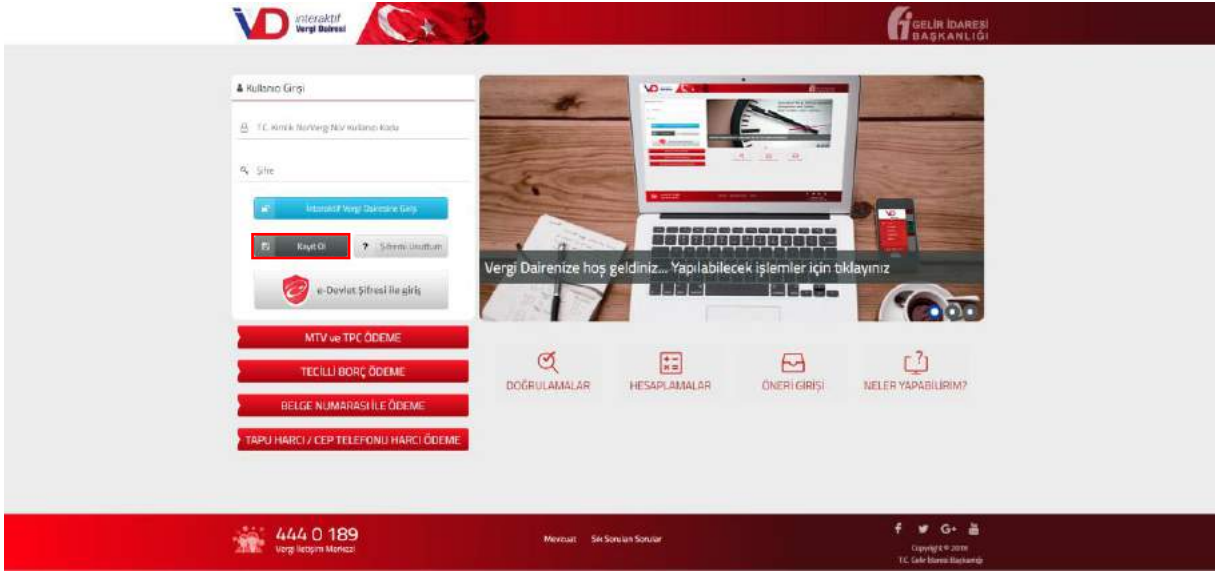 interaktif
Vergi Dairesi
GELİR İDARESİ
BAŞKANLIĞI
Kullanıcı Girişi
T.C. Kimlik No/Vergi No/ Kullanıcı Kodu
Şifre
İnteraktif Vergi Dairesine Giriş
Kayıt Ol
? Şifremi Unuttum
e-Devlet Şifresi ile giriş
Vergi Dairenize hoş geldiniz... Yapılabilecek işlemler için tıklayınız
MTV ve TPC ÖDEME
TECİLLİ BORÇ ÖDEME
BELGE NUMARASI İLE ÖDEME
TAPU HARCI / CEP TELEFONU HARCI ÖDEME
DOĞRULAMALAR
HESAPLAMALAR
ÖNERİ GİRİŞİ
NELER YAPABİLİRİM?
444 0 189
Vergi İletişim Merkezi
Mevzuat Sık Sorulan Sorular
Copyright © 2018
T.C. Gelir İdaresi Başkanlığı